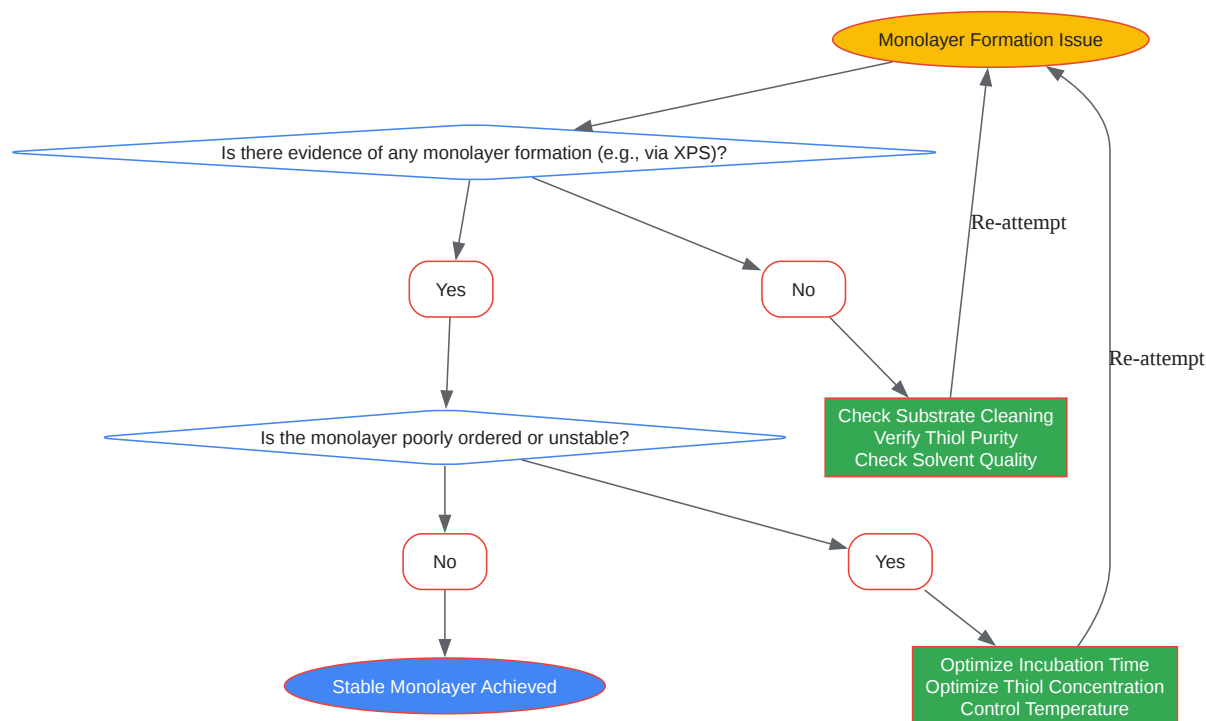 Monolayer Formation Issue
Is there evidence of any monolayer formation (e.g., via XPS)?
Re-attempt
Yes
No
Re-attempt
Check Substrate Cleaning
Verify Thiol Purity
Check Solvent Quality
Is the monolayer poorly ordered or unstable?
No
Yes
Stable Monolayer Achieved
Optimize Incubation Time
Optimize Thiol Concentration
Control Temperature